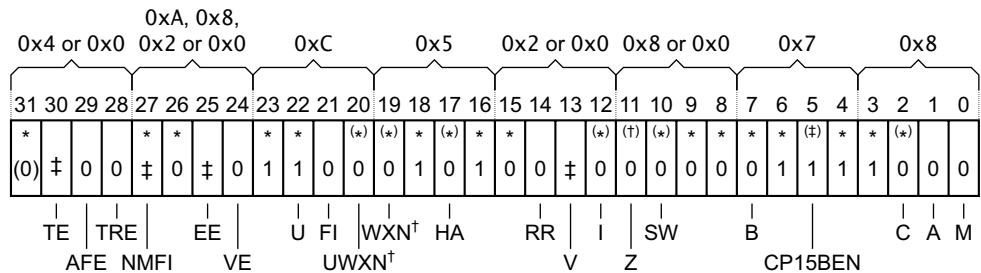 0xA, 0x8,
0x4 or 0x0 0x2 or 0x0 0xC 0x5 0x2 or 0x0 0x8 or 0x0 0x7 0x8
31 30 29 28 27 26 25 24 23 22 21 20 19 18 17 16 15 14 13 12 11 10 9 8 7 6 5 4 3 2 1 0
* * * * * * (*) (*) * (*) * * (*) (†) (*) * * * * (‡) * * (*)
(0) ‡ 0 0 ‡ 0 ‡ 0 1 1 0 0 0 1 0 1 0 0 ‡ 0 0 0 0 0 0 1 1 1 1 0 0 0
TE TRE EE U FI WXN† HA RR I SW B C A M
AFE NMFI VE UWXN† V Z CP15BEN